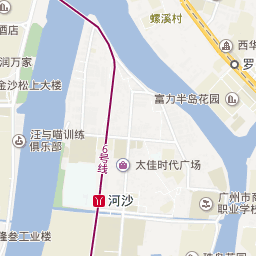 螺溪村
酒店
西华
润万家
罗
金沙松上大楼
富力半岛花园
汪与喵训练
俱乐部
6号线
太佳时代广场
河沙
广州市商
职业学校
隆叁工业楼